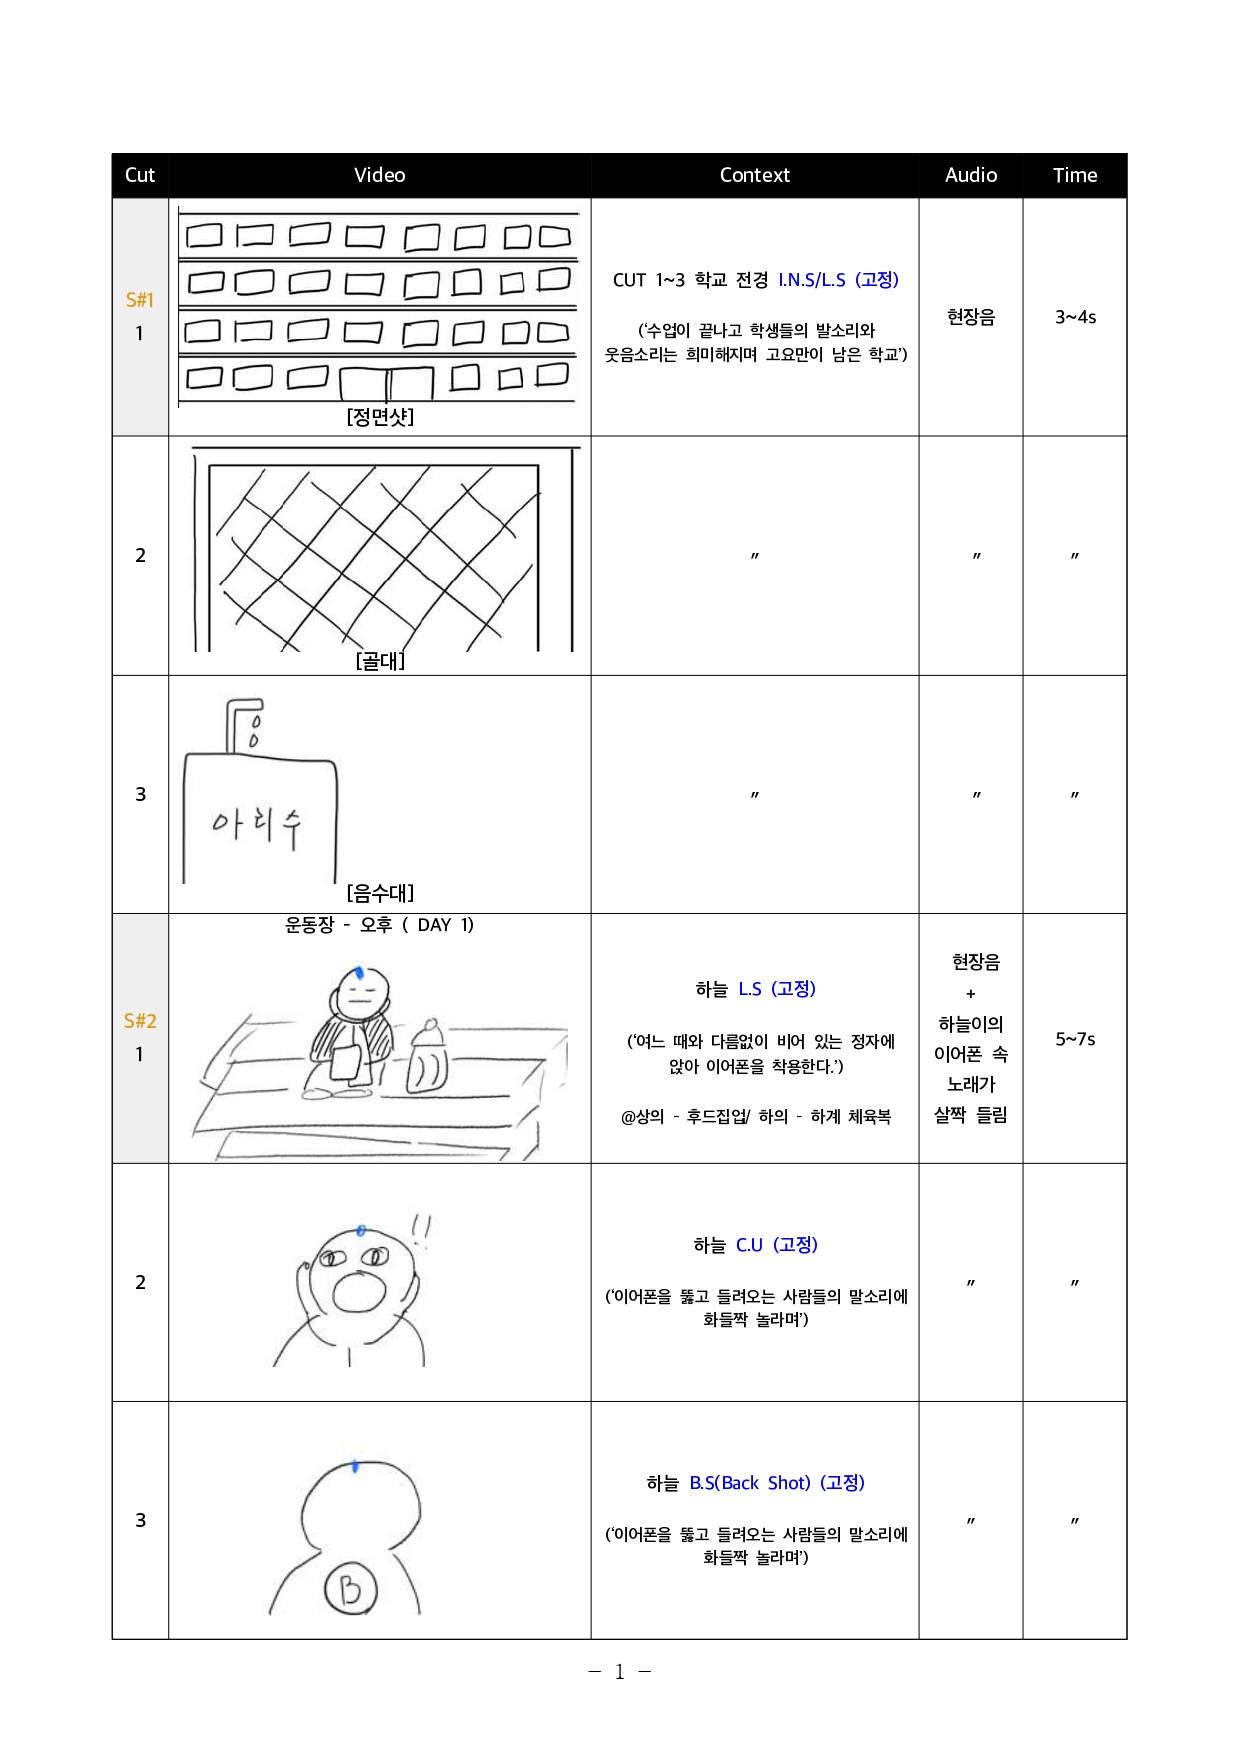 Cut Video Context Audio Time
S#1
1
[정면샷]
CUT 1~3 학교 전경 I.N.S/L.S (고정)
(‘수업이 끝나고 학생들의 발소리와
웃음소리는 희미해지며 고요만이 남은 학교’)
현장음
3~4s
2
[골대]
〃
〃
〃
3
아리수
[음수대]
〃
〃
〃
S#2
1
운동장 - 오후 ( DAY 1)
하늘 L.S (고정)
(‘여느 때와 다름없이 비어 있는 정자에
앉아 이어폰을 착용한다.’)
@상의 - 후드집업/ 하의 - 하계 체육복
현장음
+
하늘이의
이어폰 속
노래가
살짝 들림
5~7s
2
!!
하늘 C.U (고정)
(‘이어폰을 뚫고 들려오는 사람들의 말소리에
화들짝 놀라며’)
〃
〃
3
B
하늘 B.S(Back Shot) (고정)
(‘이어폰을 뚫고 들려오는 사람들의 말소리에
화들짝 놀라며’)
〃
〃
- 1 -